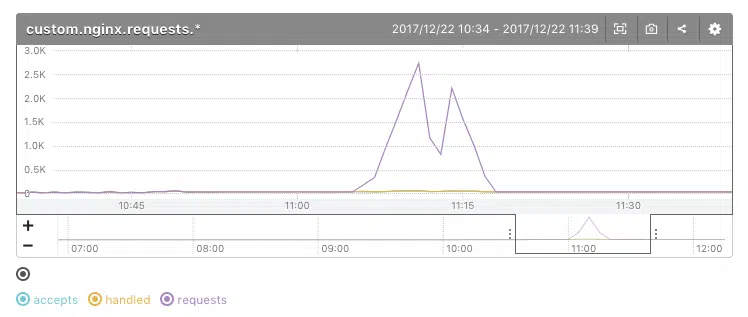 custom.nginx.requests.* 2017/12/22 10:34 - 2017/12/22 11:39
3.0K
2.5K
2.0K
1.5K
1.0K
0.5K
0
10:45 11:00 11:15 11:30
+
−
07:00 08:00 09:00 10:00 11:00 12:00
accepts handled requests